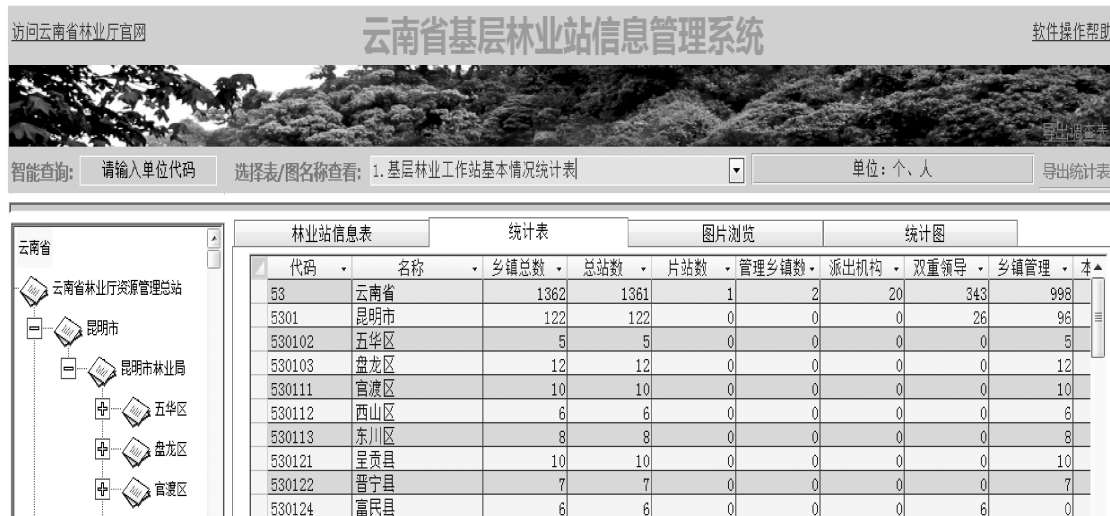 访问云南省林业厅官网
云南省基层林业站信息管理系统
软件操作帮助
导出调查表
智能查询: 请输入单位代码 选择表/图名称查看: 1.基层林业工作站基本情况统计表 单位:个、人 导出统计表
林业站信息表 统计表 图片浏览 统计图
云南省
云南省林业厅资源管理总站
昆明市
昆明市林业局
五华区
盘龙区
官渡区
代码 名称 乡镇总数 总站数 片站数 管理乡镇数 派出机构 双重领导 乡镇管理 本
53 云南省 1362 1361 1 2 20 343 998
5301 昆明市 122 122 0 0 0 26 96
530102 五华区 5 5 0 0 0 0 5
530103 盘龙区 12 12 0 0 0 0 12
530111 官渡区 10 10 0 0 0 0 10
530112 西山区 6 6 0 0 0 0 6
530113 东川区 8 8 0 0 0 0 8
530121 呈贡县 10 10 0 0 0 0 10
530122 晋宁县 7 7 0 0 0 0 7
530124 富民县 6 6 0 0 0 6 0